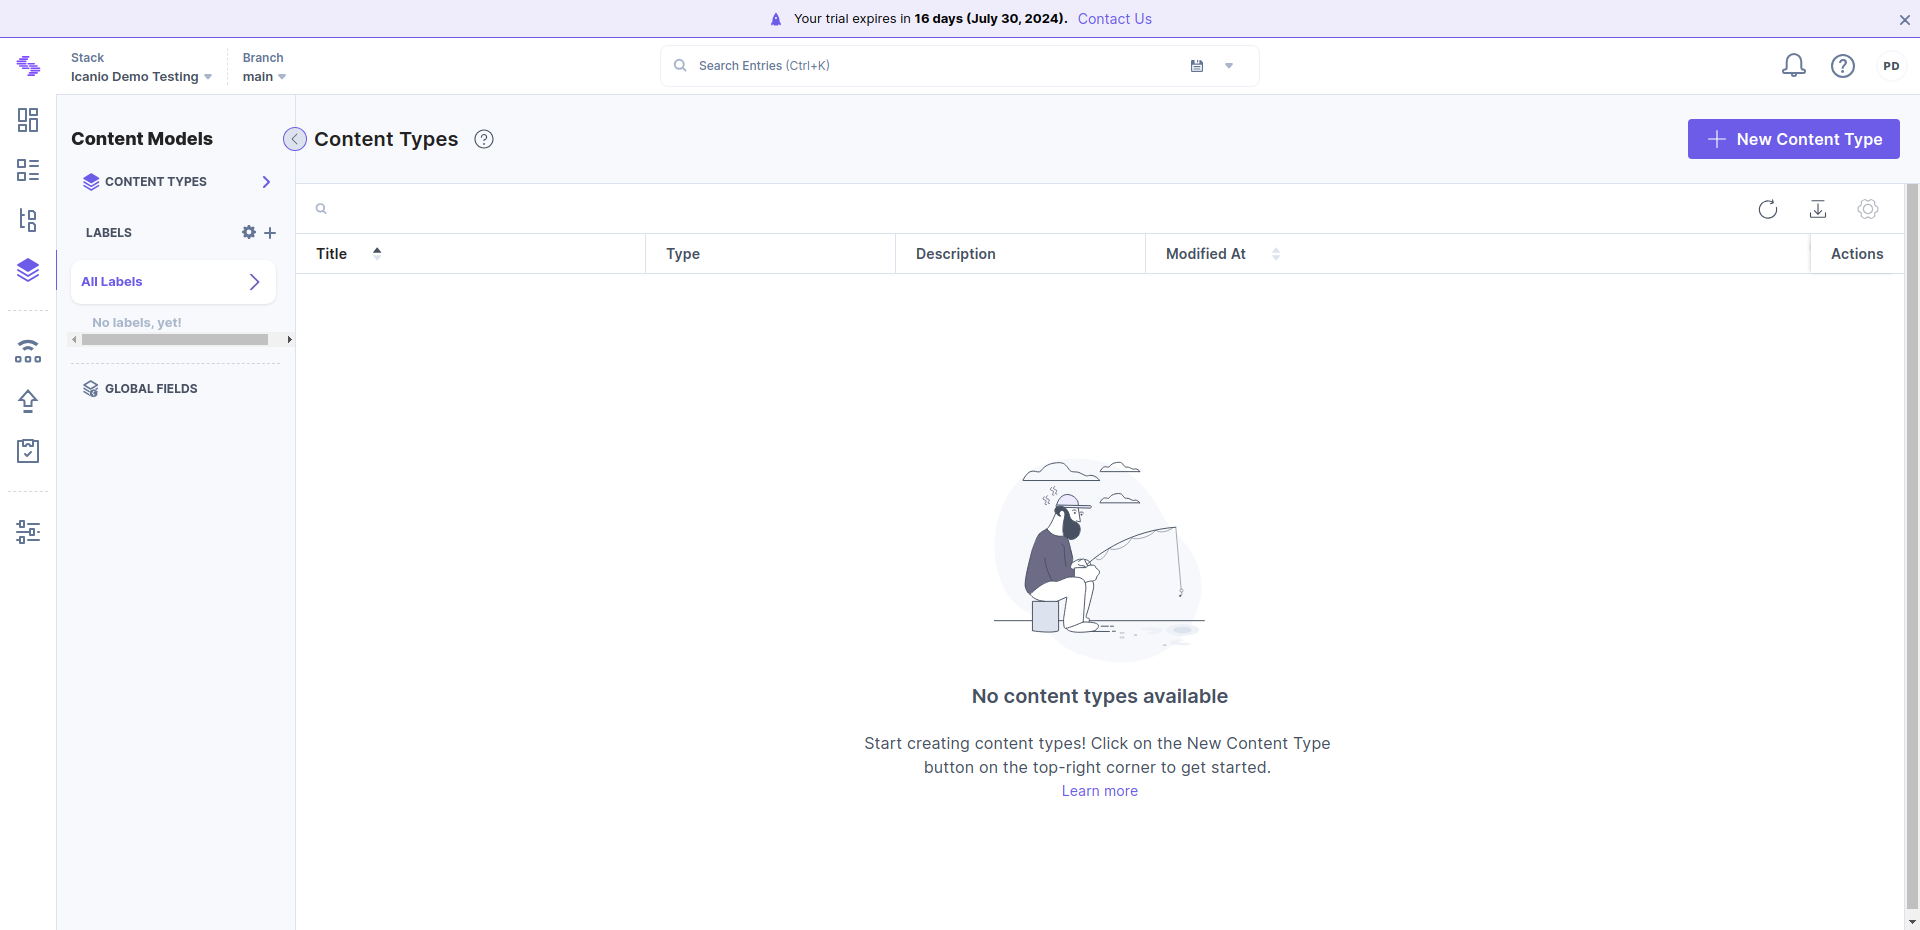 Your trial expires in 16 days (July 30, 2024). Contact Us
Stack
Icanio Demo Testing
Branch
main
Search Entries (Ctrl+K)
PD
Content Models
CONTENT TYPES
LABELS
All Labels
No labels, yet!
GLOBAL FIELDS
Content Types
New Content Type
Title Type Description Modified At Actions
No content types available
Start creating content types! Click on the New Content Type
button on the top-right corner to get started.
Learn more